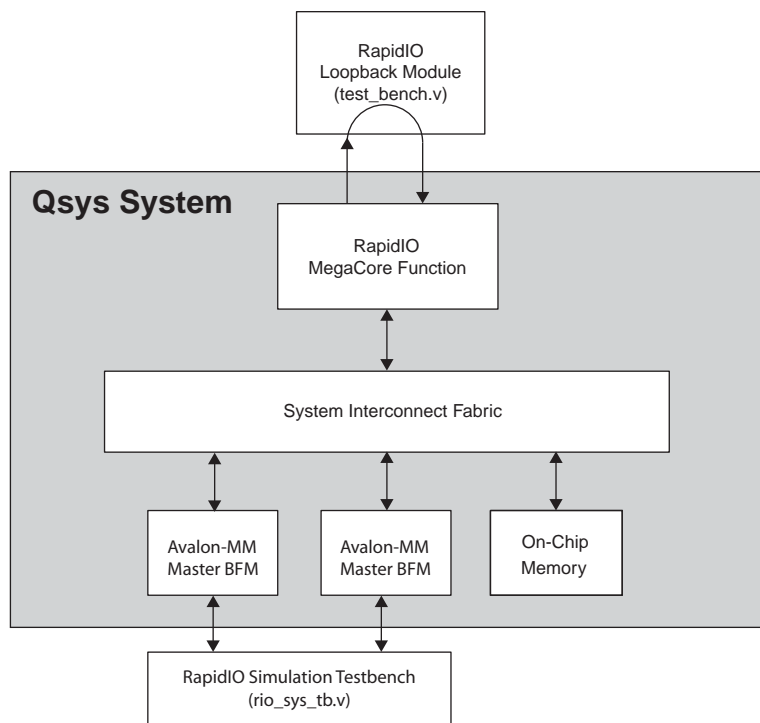 RapidIO
Loopback Module
(test_bench.v)
Qsys System
RapidIO
MegaCore Function
System Interconnect Fabric
Avalon-MM
Master BFM
Avalon-MM
Master BFM
On-Chip
Memory
RapidIO Simulation Testbench
(rio_sys_tb.v)